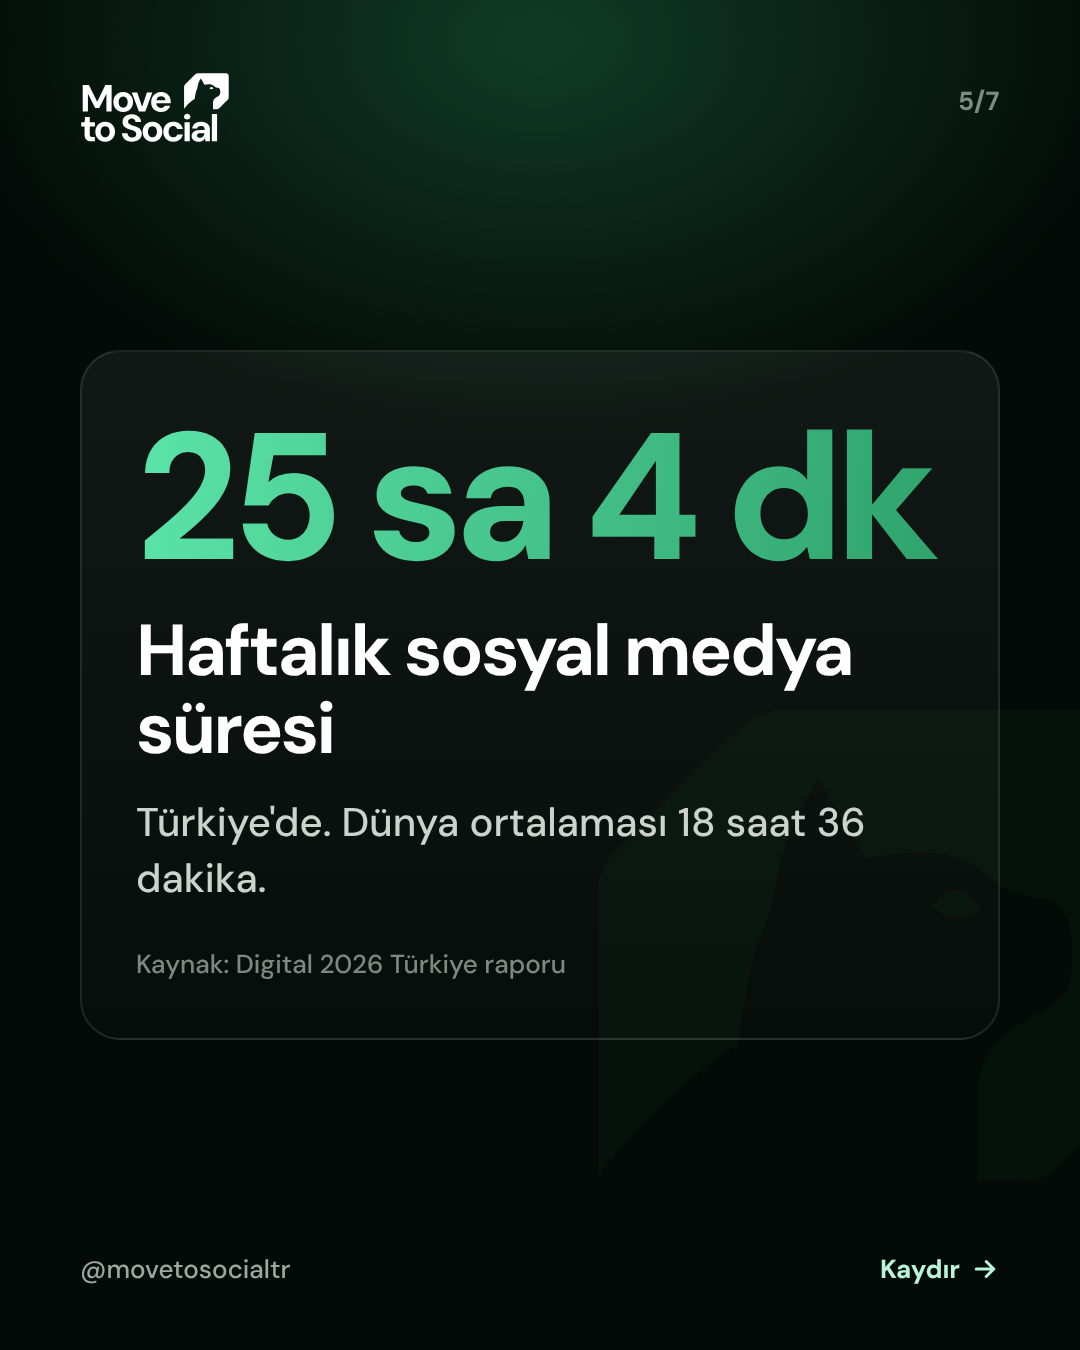 Move
to Social
5/7
25 sa 4 dk
Haftalık sosyal medya
süresi
Türkiye'de. Dünya ortalaması 18 saat 36
dakika.
Kaynak: Digital 2026 Türkiye raporu
@movetosocialtr
Kaydır →